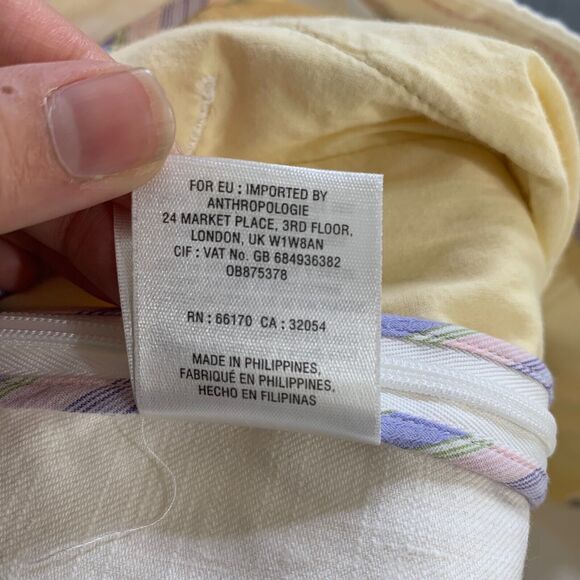 FOR EU : IMPORTED BY
ANTHROPOLOGIE
24 MARKET PLACE, 3RD FLOOR,
LONDON, UK W1W8AN
CIF : VAT No. GB 684936382
OB875378
RN : 66170 CA : 32054
MADE IN PHILIPPINES,
FABRIQUÉ EN PHILIPPINES,
HECHO EN FILIPINAS